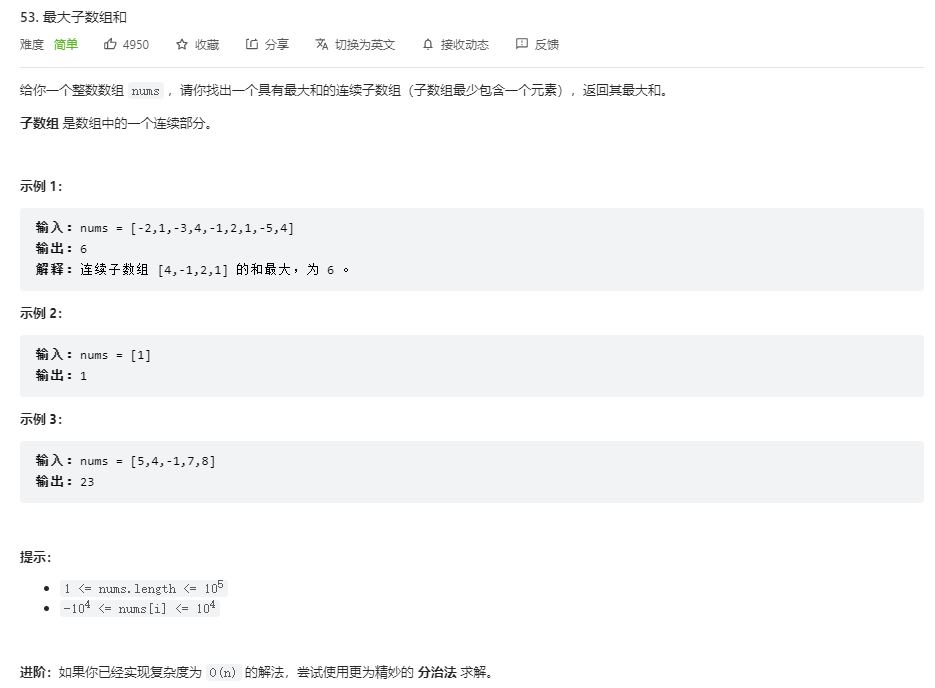 53. 最大子数组和
难度 简单 4950 收藏 分享 切换为英文 接收动态 反馈
给你一个整数数组 nums ，请你找出一个具有最大和的连续子数组（子数组最少包含一个元素），返回其最大和。
子数组 是数组中的一个连续部分。
示例 1：
输入：nums = [-2,1,-3,4,-1,2,1,-5,4]
输出：6
解释：连续子数组 [4,-1,2,1] 的和最大，为 6 。
示例 2：
输入：nums = [1]
输出：1
示例 3：
输入：nums = [5,4,-1,7,8]
输出：23
提示：
• 1 <= nums.length <= 10⁵
• -10⁴ <= nums[i] <= 10⁴
进阶：如果你已经实现复杂度为 O(n) 的解法，尝试使用更为精妙的 分治法 求解。